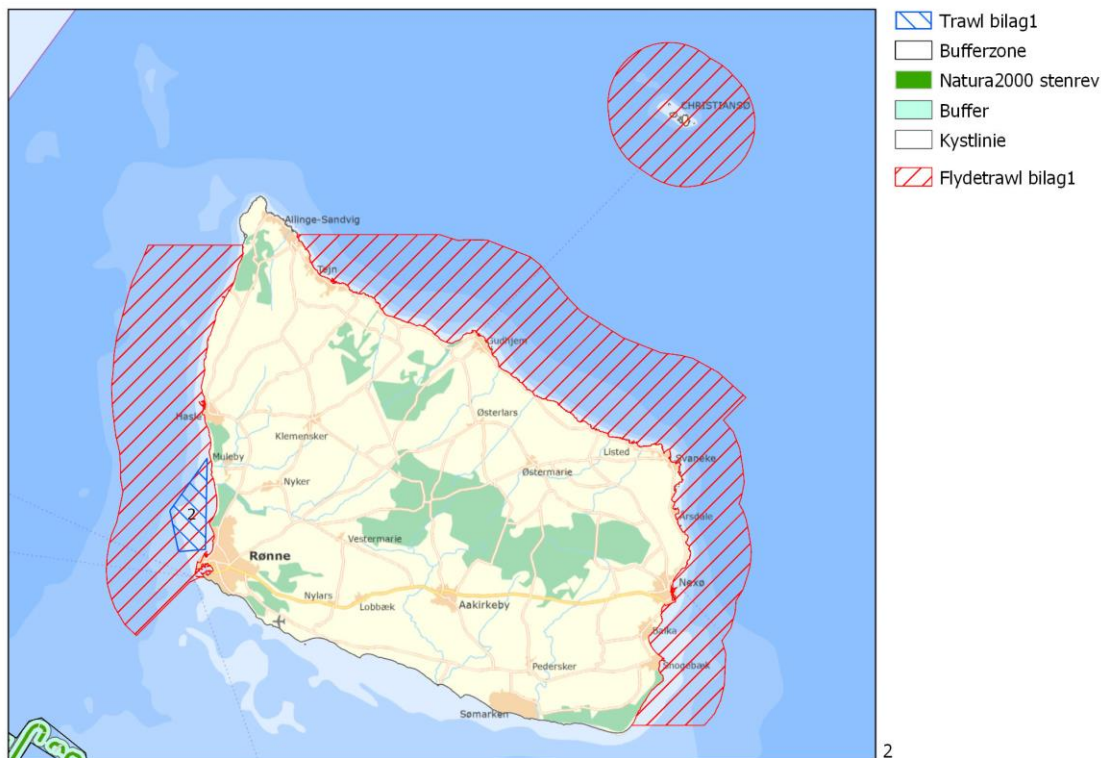 Trawl bilag1
Bufferzone
Natura2000 stenrev
Buffer
Kystlinie
Flydetrawl bilag1
CHRISTIANSØ
Allinge-Sandvig
Tejn
Gudhjem
Hasle
Klemensker
Østerlars
Muleby
Listed
Svaneke
Østermarie
Nyker
2
Årsdale
Vestermarie
Rønne
Nexø
Nylars
Lobbæk
Aakirkeby
Balka
Pedersker
Snogebæk
Sømarken
2